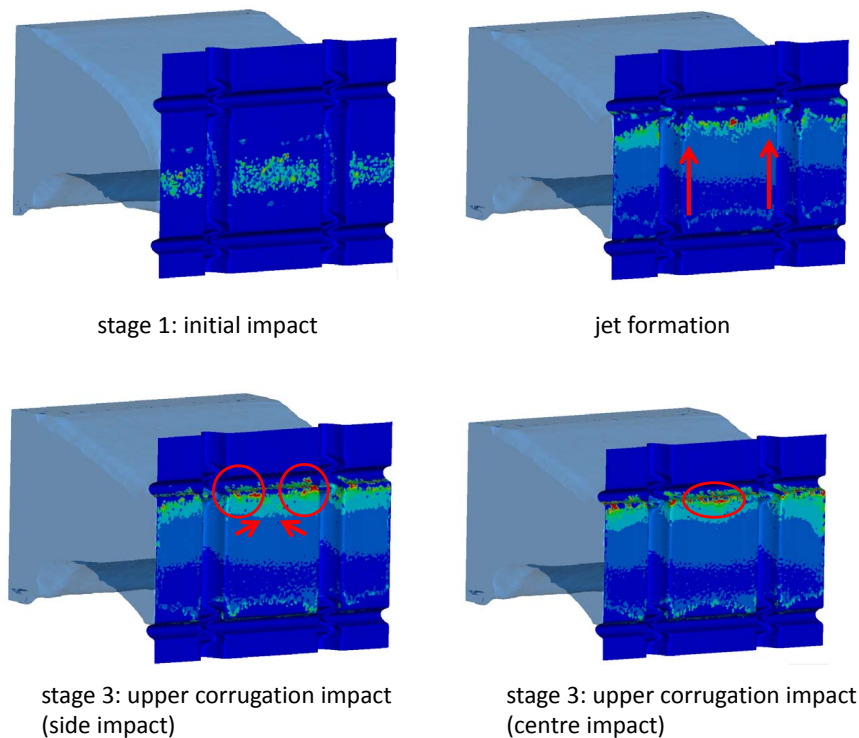 stage 1: initial impact
jet formation
stage 3: upper corrugation impact
(side impact)
stage 3: upper corrugation impact
(centre impact)